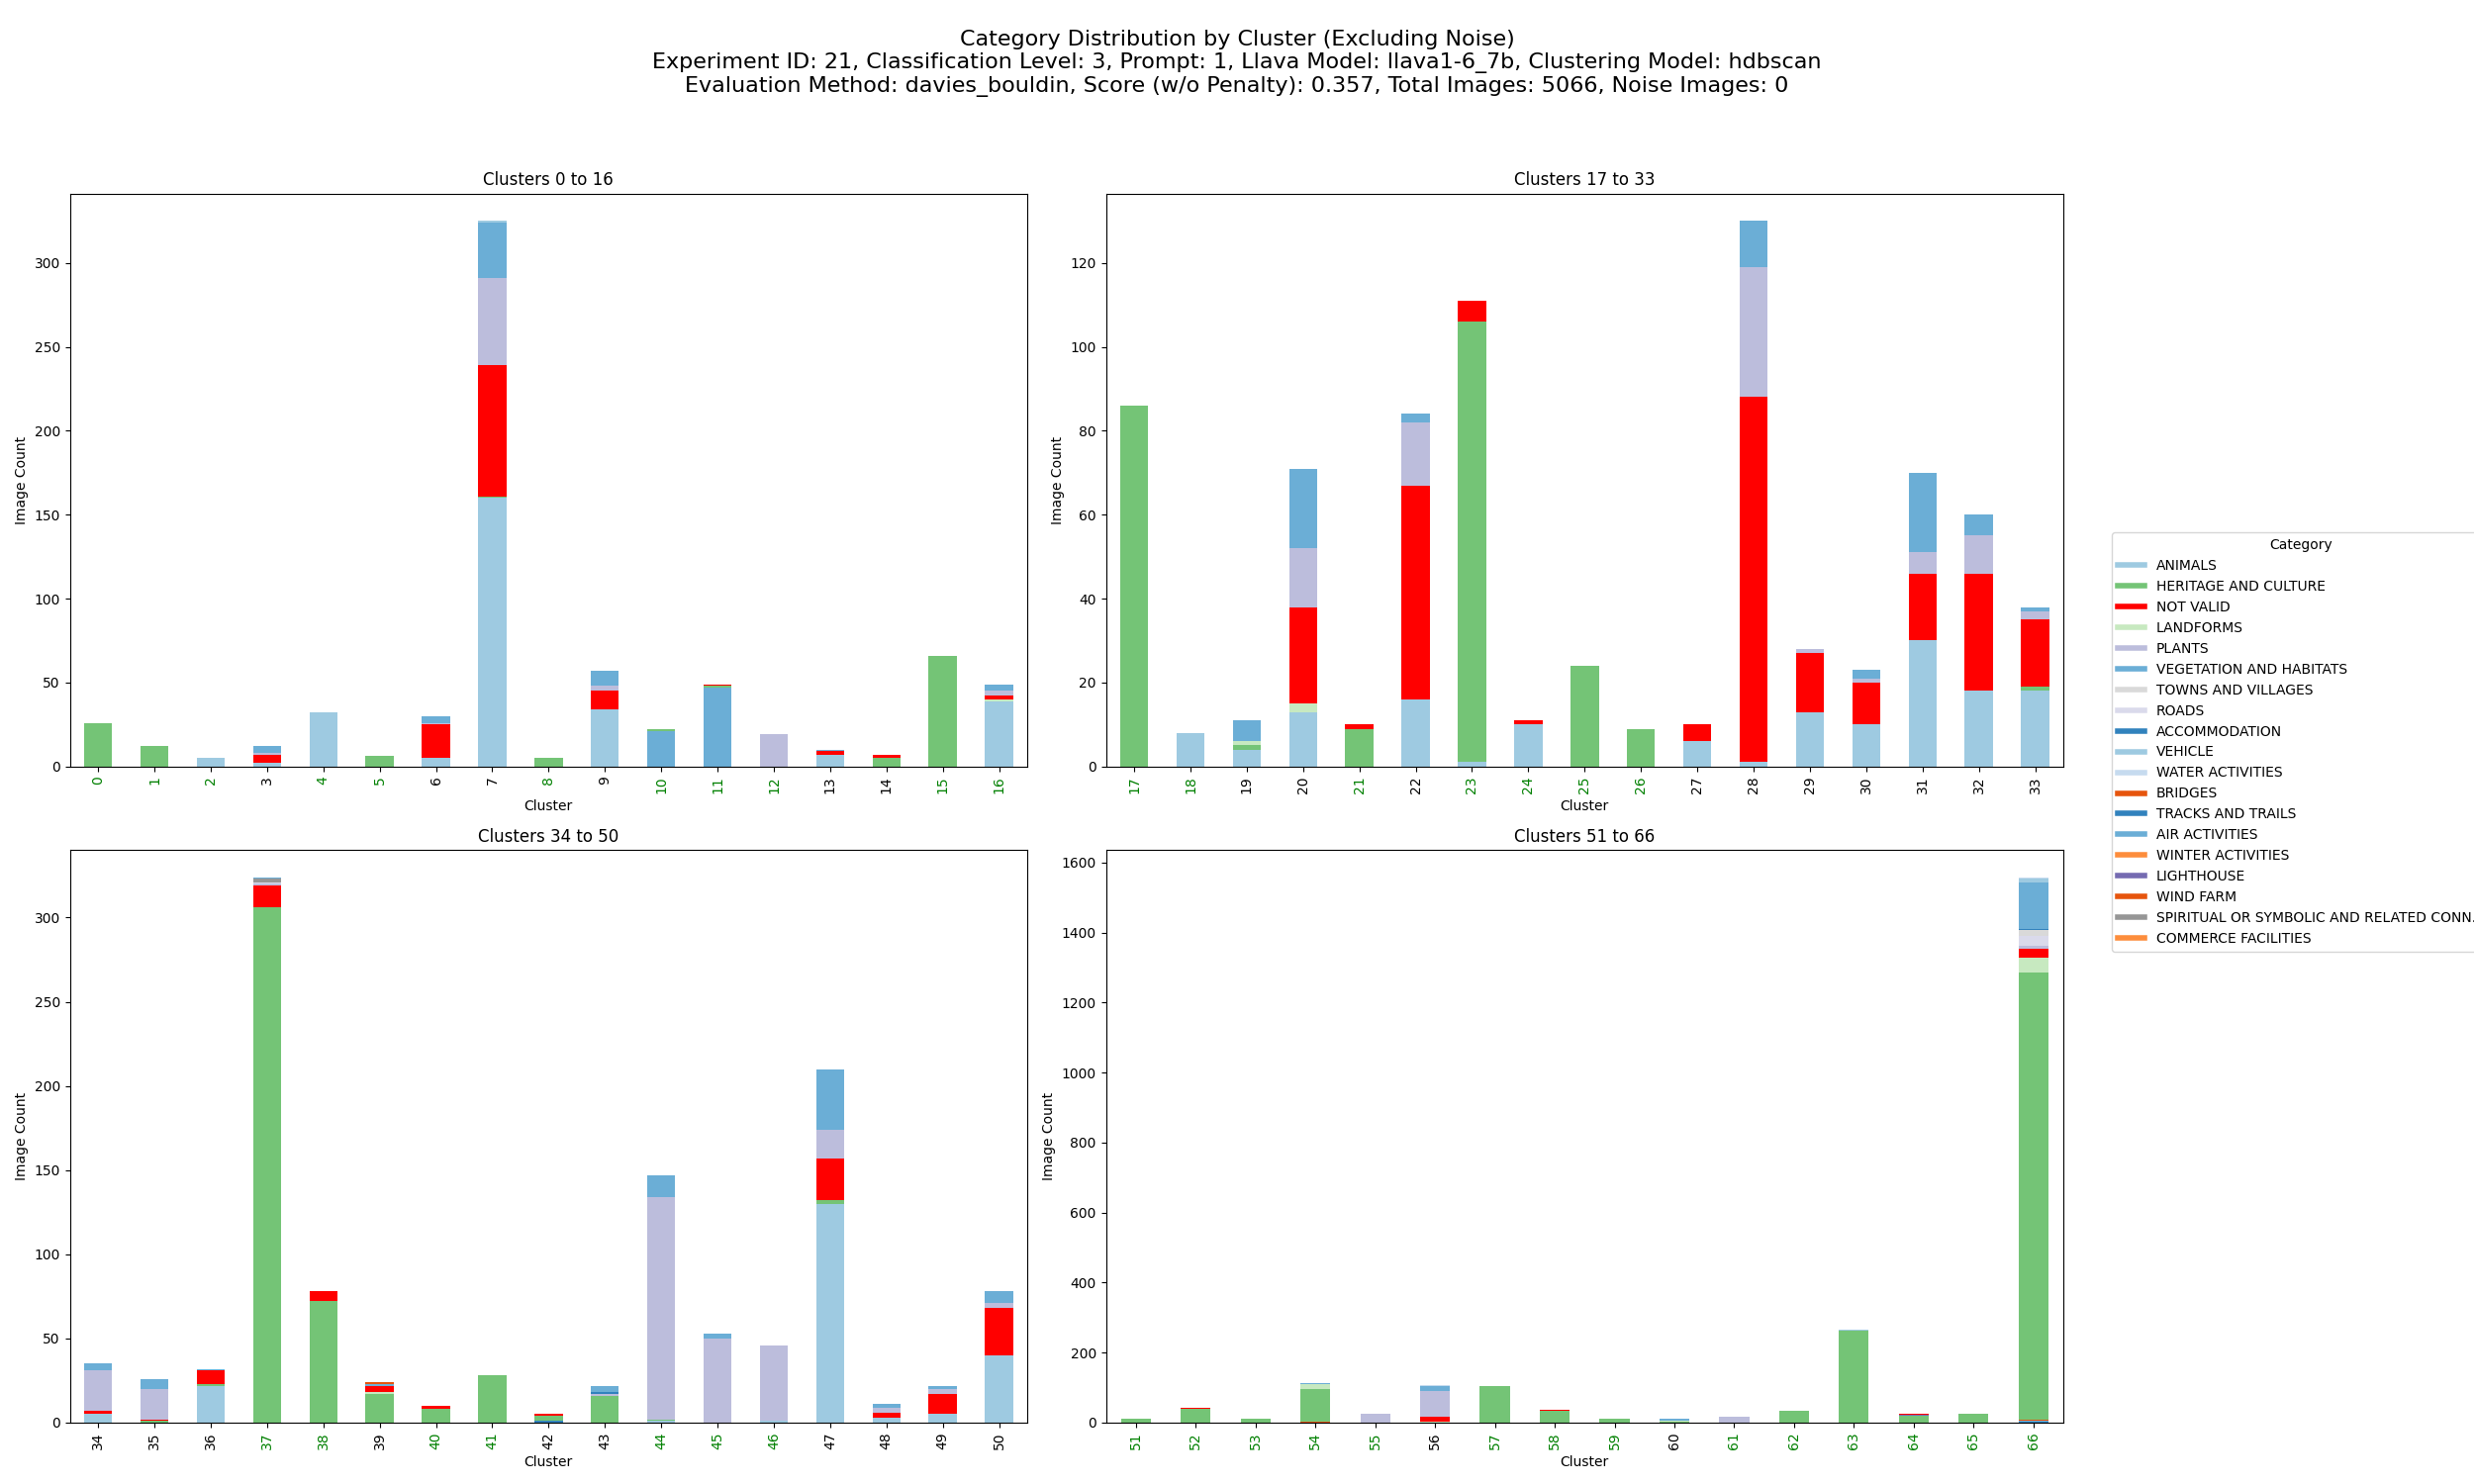 Category Distribution by Cluster (Excluding Noise)
Experiment ID: 21, Classification Level: 3, Prompt: 1, Llava Model: llava1-6_7b, Clustering Model: hdbscan
Evaluation Method: davies_bouldin, Score (w/o Penalty): 0.357, Total Images: 5066, Noise Images: 0
Clusters 0 to 16
300
250
200
150
100
50
0
Image Count
0 1 2 3 4 5 6 7 8 9 10 11 12 13 14 15 16
Cluster
Clusters 17 to 33
120
100
80
60
40
20
0
Image Count
17 18 19 20 21 22 23 24 25 26 27 28 29 30 31 32 33
Cluster
Clusters 34 to 50
300
250
200
150
100
50
0
Image Count
34 35 36 37 38 39 40 41 42 43 44 45 46 47 48 49 50
Cluster
Clusters 51 to 66
1600
1400
1200
1000
800
600
400
200
0
Image Count
51 52 53 54 55 56 57 58 59 60 61 62 63 64 65 66
Cluster
Category
ANIMALS
HERITAGE AND CULTURE
NOT VALID
LANDFORMS
PLANTS
VEGETATION AND HABITATS
TOWNS AND VILLAGES
ROADS
ACCOMMODATION
VEHICLE
WATER ACTIVITIES
BRIDGES
TRACKS AND TRAILS
AIR ACTIVITIES
WINTER ACTIVITIES
LIGHTHOUSE
WIND FARM
SPIRITUAL OR SYMBOLIC AND RELATED CONN.
COMMERCE FACILITIES